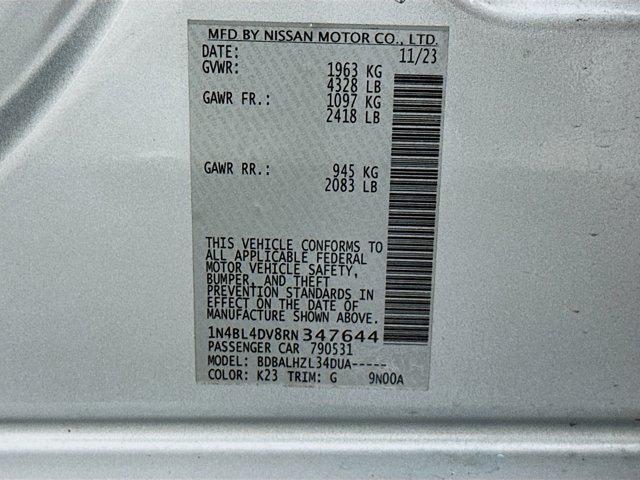 MFD BY NISSAN MOTOR CO., LTD.
DATE: 11/23
GVWR: 1963 KG
4328 LB
GAWR FR.: 1097 KG
2418 LB
GAWR RR.: 945 KG
2083 LB
THIS VEHICLE CONFORMS TO
ALL APPLICABLE FEDERAL
MOTOR VEHICLE SAFETY,
BUMPER, AND THEFT
PREVENTION STANDARDS IN
EFFECT ON THE DATE OF
MANUFACTURE SHOWN ABOVE.
1N4BL4DV8RN347644
PASSENGER CAR 790531
MODEL: BDBALHZL34DUA-----
COLOR: K23 TRIM: G 9N00A